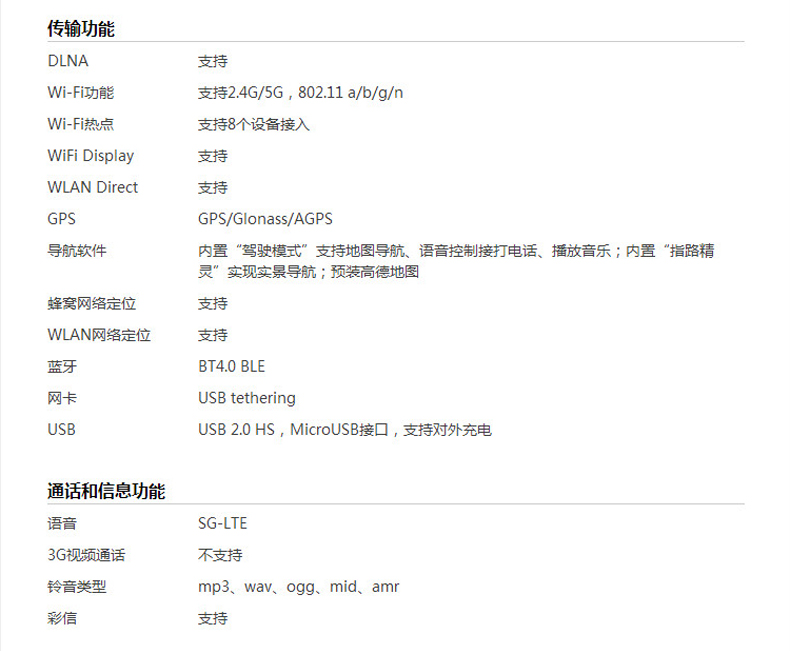 传输功能
DLNA 支持
Wi-Fi功能 支持2.4G/5G，802.11 a/b/g/n
Wi-Fi热点 支持8个设备接入
WiFi Display 支持
WLAN Direct 支持
GPS GPS/Glonass/AGPS
导航软件 内置“驾驶模式”支持地图导航、语音控制接打电话、播放音乐；内置“指路精
灵”实现实景导航；预装高德地图
蜂窝网络定位 支持
WLAN网络定位 支持
蓝牙 BT4.0 BLE
网卡 USB tethering
USB USB 2.0 HS，MicroUSB接口，支持对外充电
通话和信息功能
语音 SG-LTE
3G视频通话 不支持
铃音类型 mp3、wav、ogg、mid、amr
彩信 支持